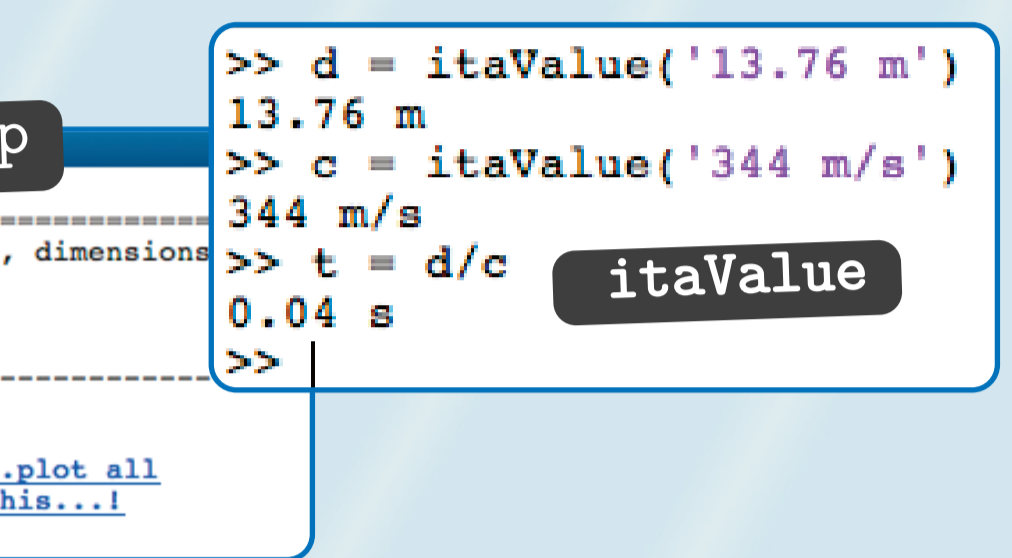 >> d = itaValue('13.76 m')
13.76 m
>> c = itaValue('344 m/s')
344 m/s
>> t = d/c
0.04 s
>>
itaValue
p
================
, dimensions
----------------
.plot all
his...!